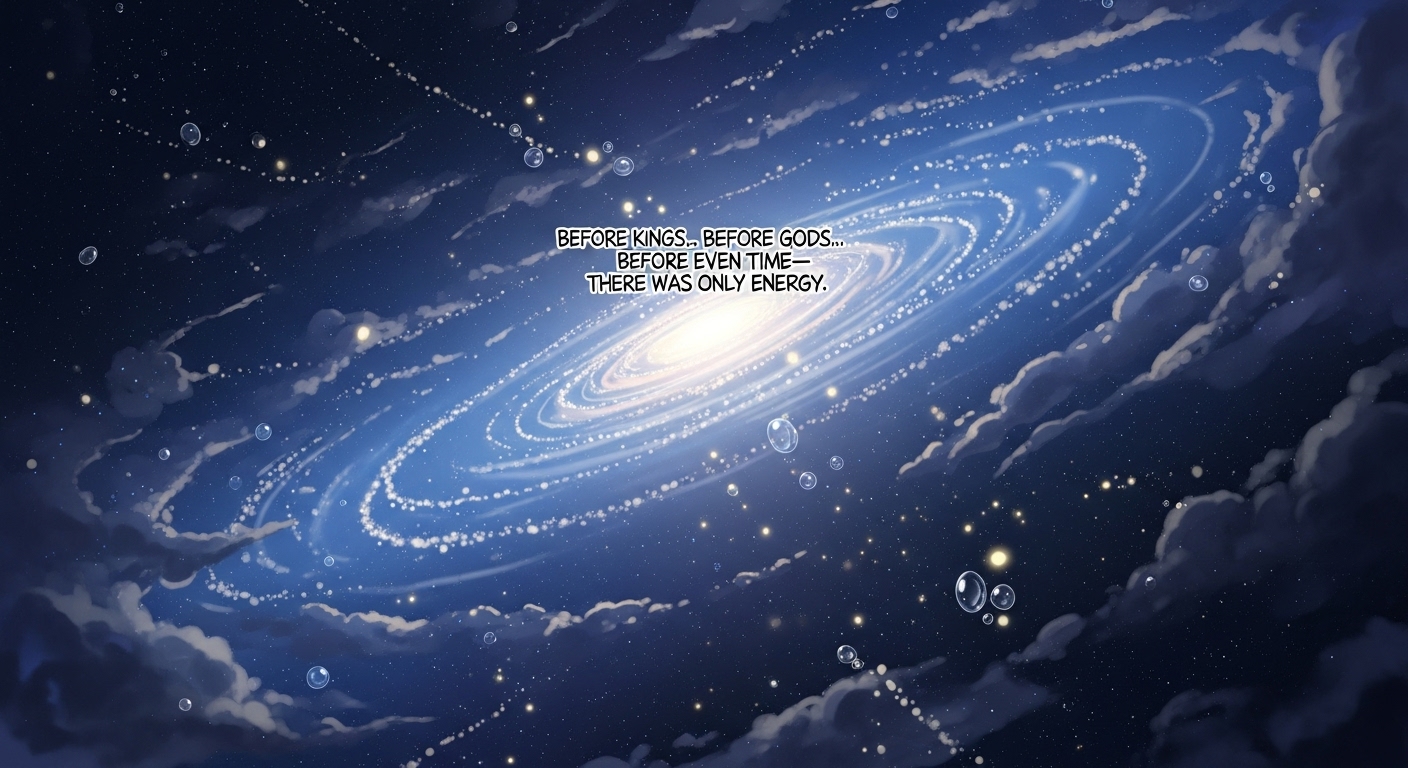 BEFORE KINGS... BEFORE GODS...
BEFORE EVEN TIME—
THERE WAS ONLY ENERGY.